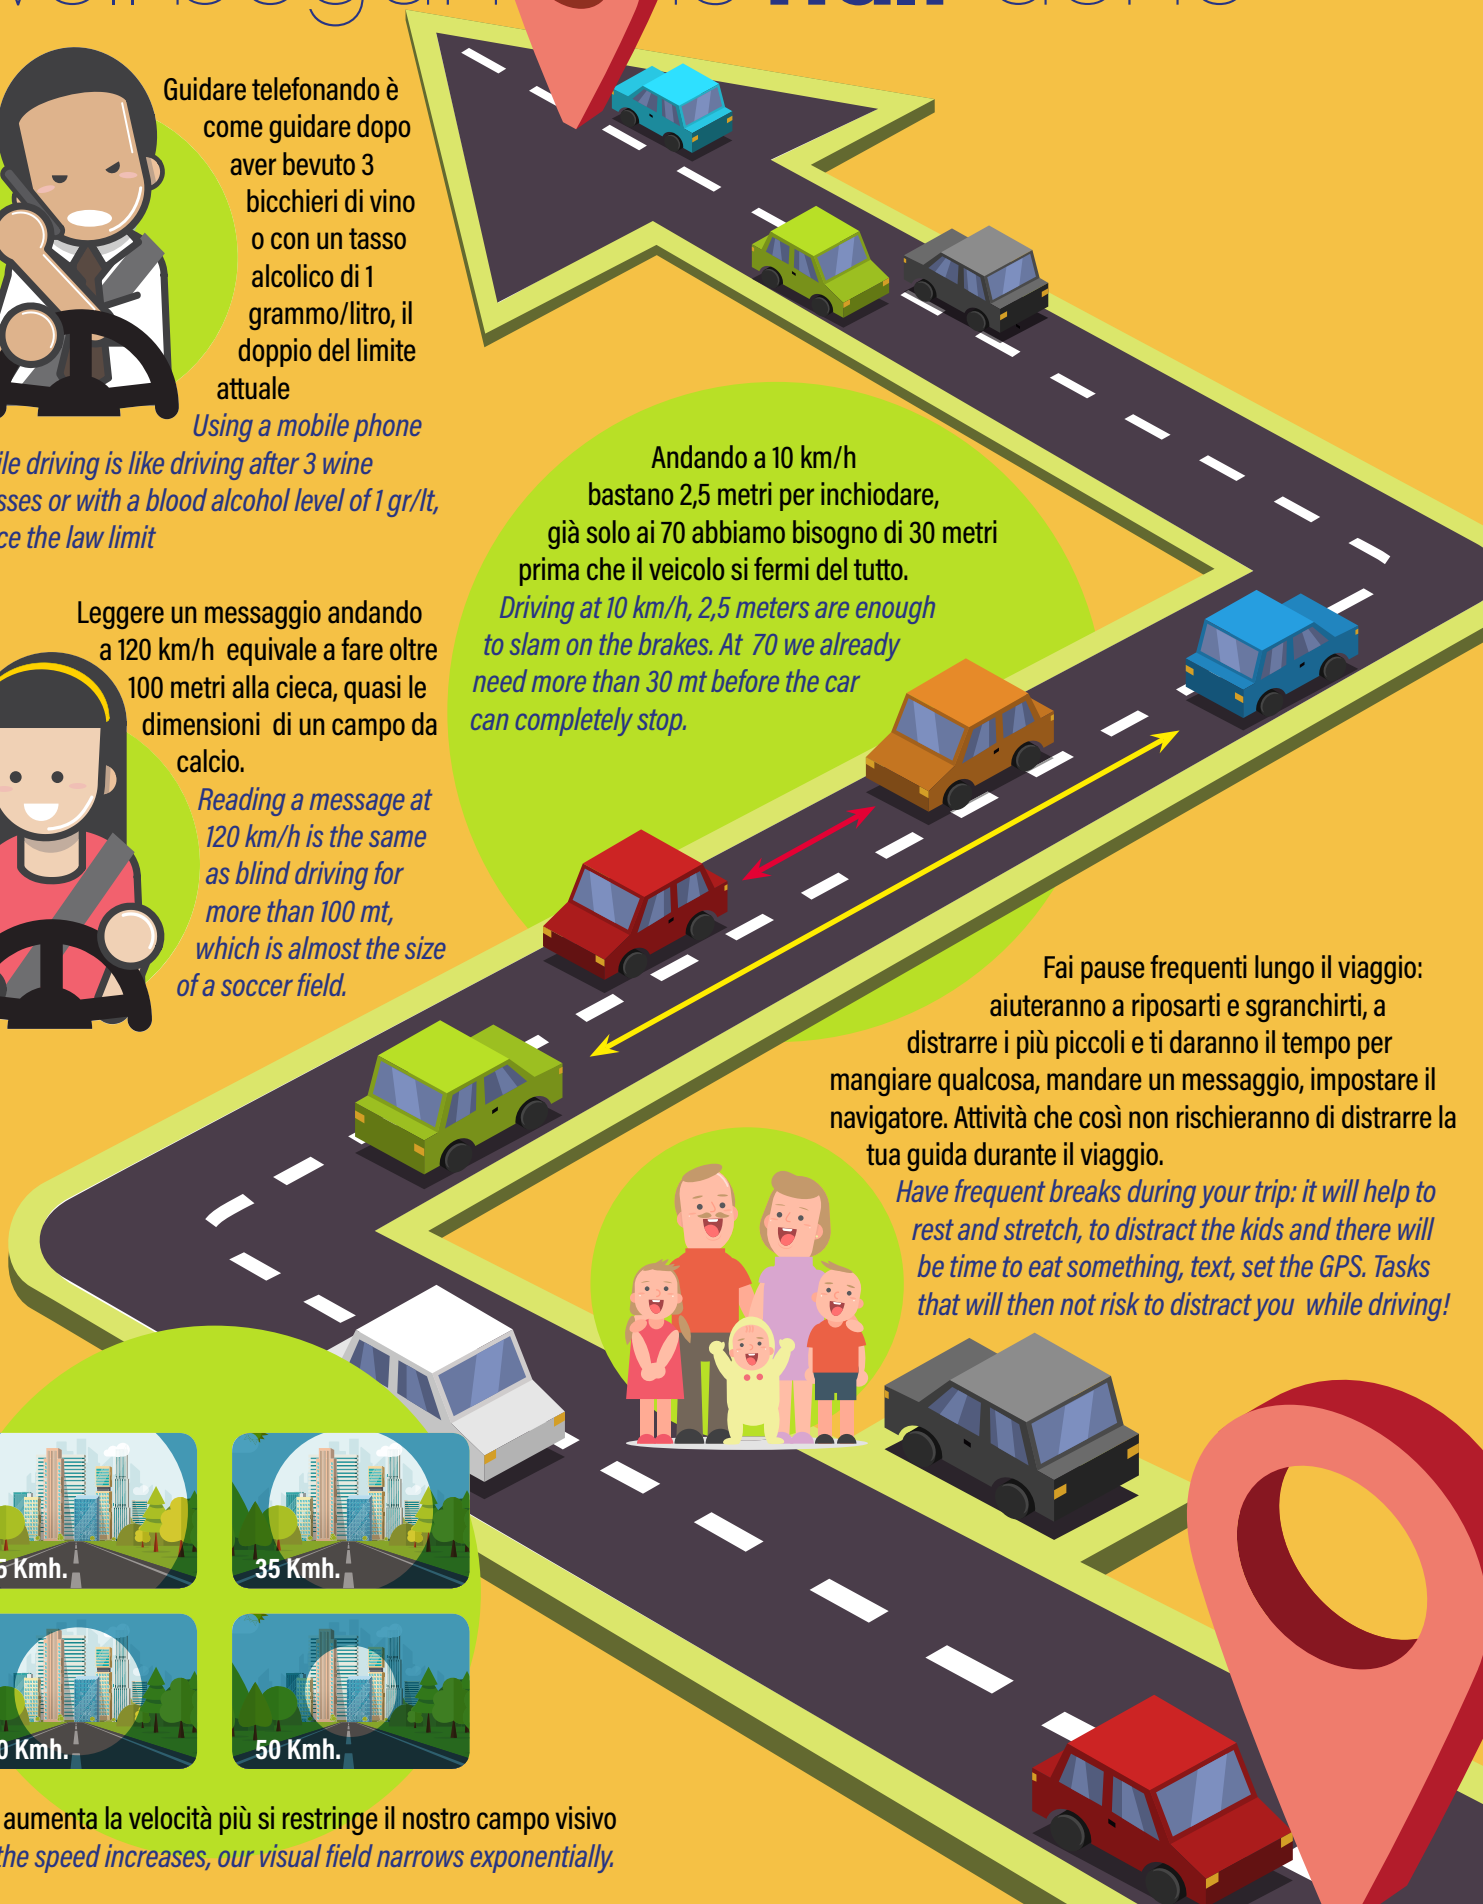 half done
Guidare telefonando è
come guidare dopo
aver bevuto 3
bicchieri di vino
o con un tasso
alcolico di 1
grammo/litro, il
doppio del limite
attuale
Using a mobile phone
driving is like driving after 3 wine
or with a blood alcohol level of 1 gr/lt,
the law limit
Andando a 10 km/h
bastano 2,5 metri per inchiodare,
già solo ai 70 abbiamo bisogno di 30 metri
prima che il veicolo si fermi del tutto.
Driving at 10 km/h, 2,5 meters are enough
to slam on the brakes. At 70 we already
need more than 30 mt before the car
can completely stop.
Leggere un messaggio andando
a 120 km/h equivale a fare oltre
100 metri alla cieca, quasi le
dimensioni di un campo da
calcio.
Reading a message at
120 km/h is the same
as blind driving for
more than 100 mt,
which is almost the size
of a soccer field.
Fai pause frequenti lungo il viaggio:
aiuteranno a riposarti e sgranchirti, a
distrarre i più piccoli e ti daranno il tempo per
mangiare qualcosa, mandare un messaggio, impostare il
navigatore. Attività che così non rischieranno di distrarre la
tua guida durante il viaggio.
Have frequent breaks during your trip: it will help to
rest and stretch, to distract the kids and there will
be time to eat something, text, set the GPS. Tasks
that will then not risk to distract you while driving!
5 Kmh.
35 Kmh.
0 Kmh.
50 Kmh.
aumenta la velocità più si restringe il nostro campo visivo
the speed increases, our visual field narrows exponentially.